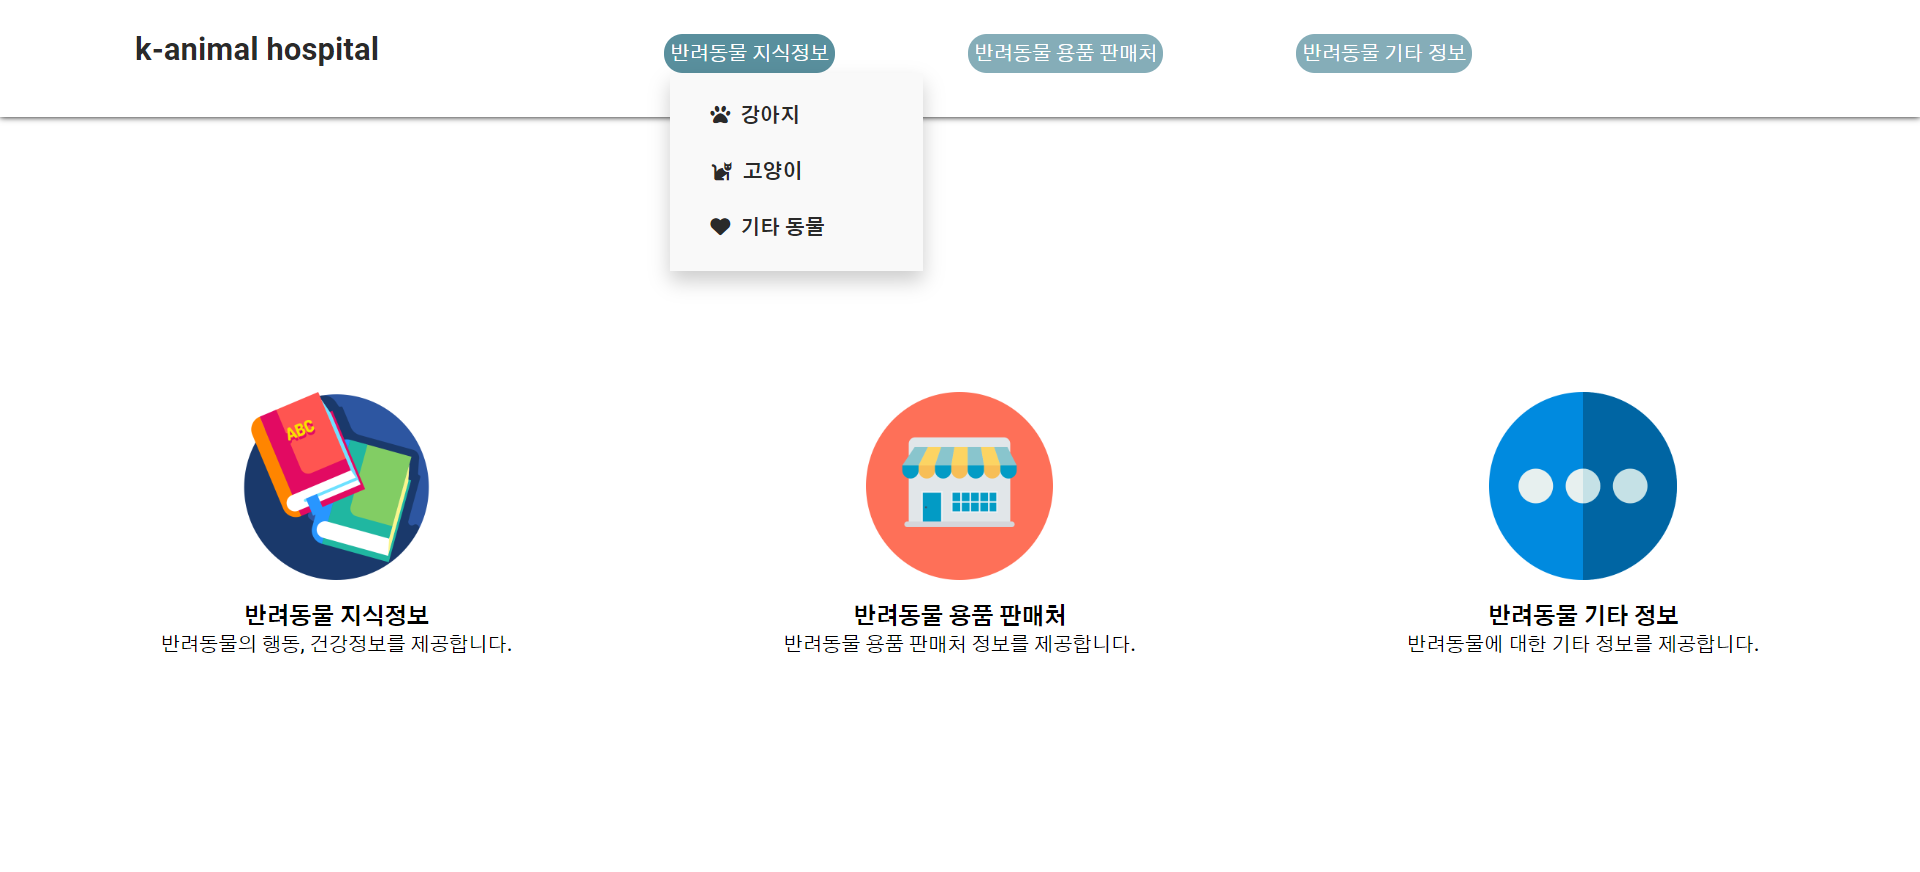 k-animal hospital
반려동물 지식정보
반려동물 용품 판매처
반려동물 기타 정보
강아지
고양이
기타 동물
ABC
반려동물 지식정보
반려동물의 행동, 건강정보를 제공합니다.
반려동물 용품 판매처
반려동물 용품 판매처 정보를 제공합니다.
반려동물 기타 정보
반려동물에 대한 기타 정보를 제공합니다.